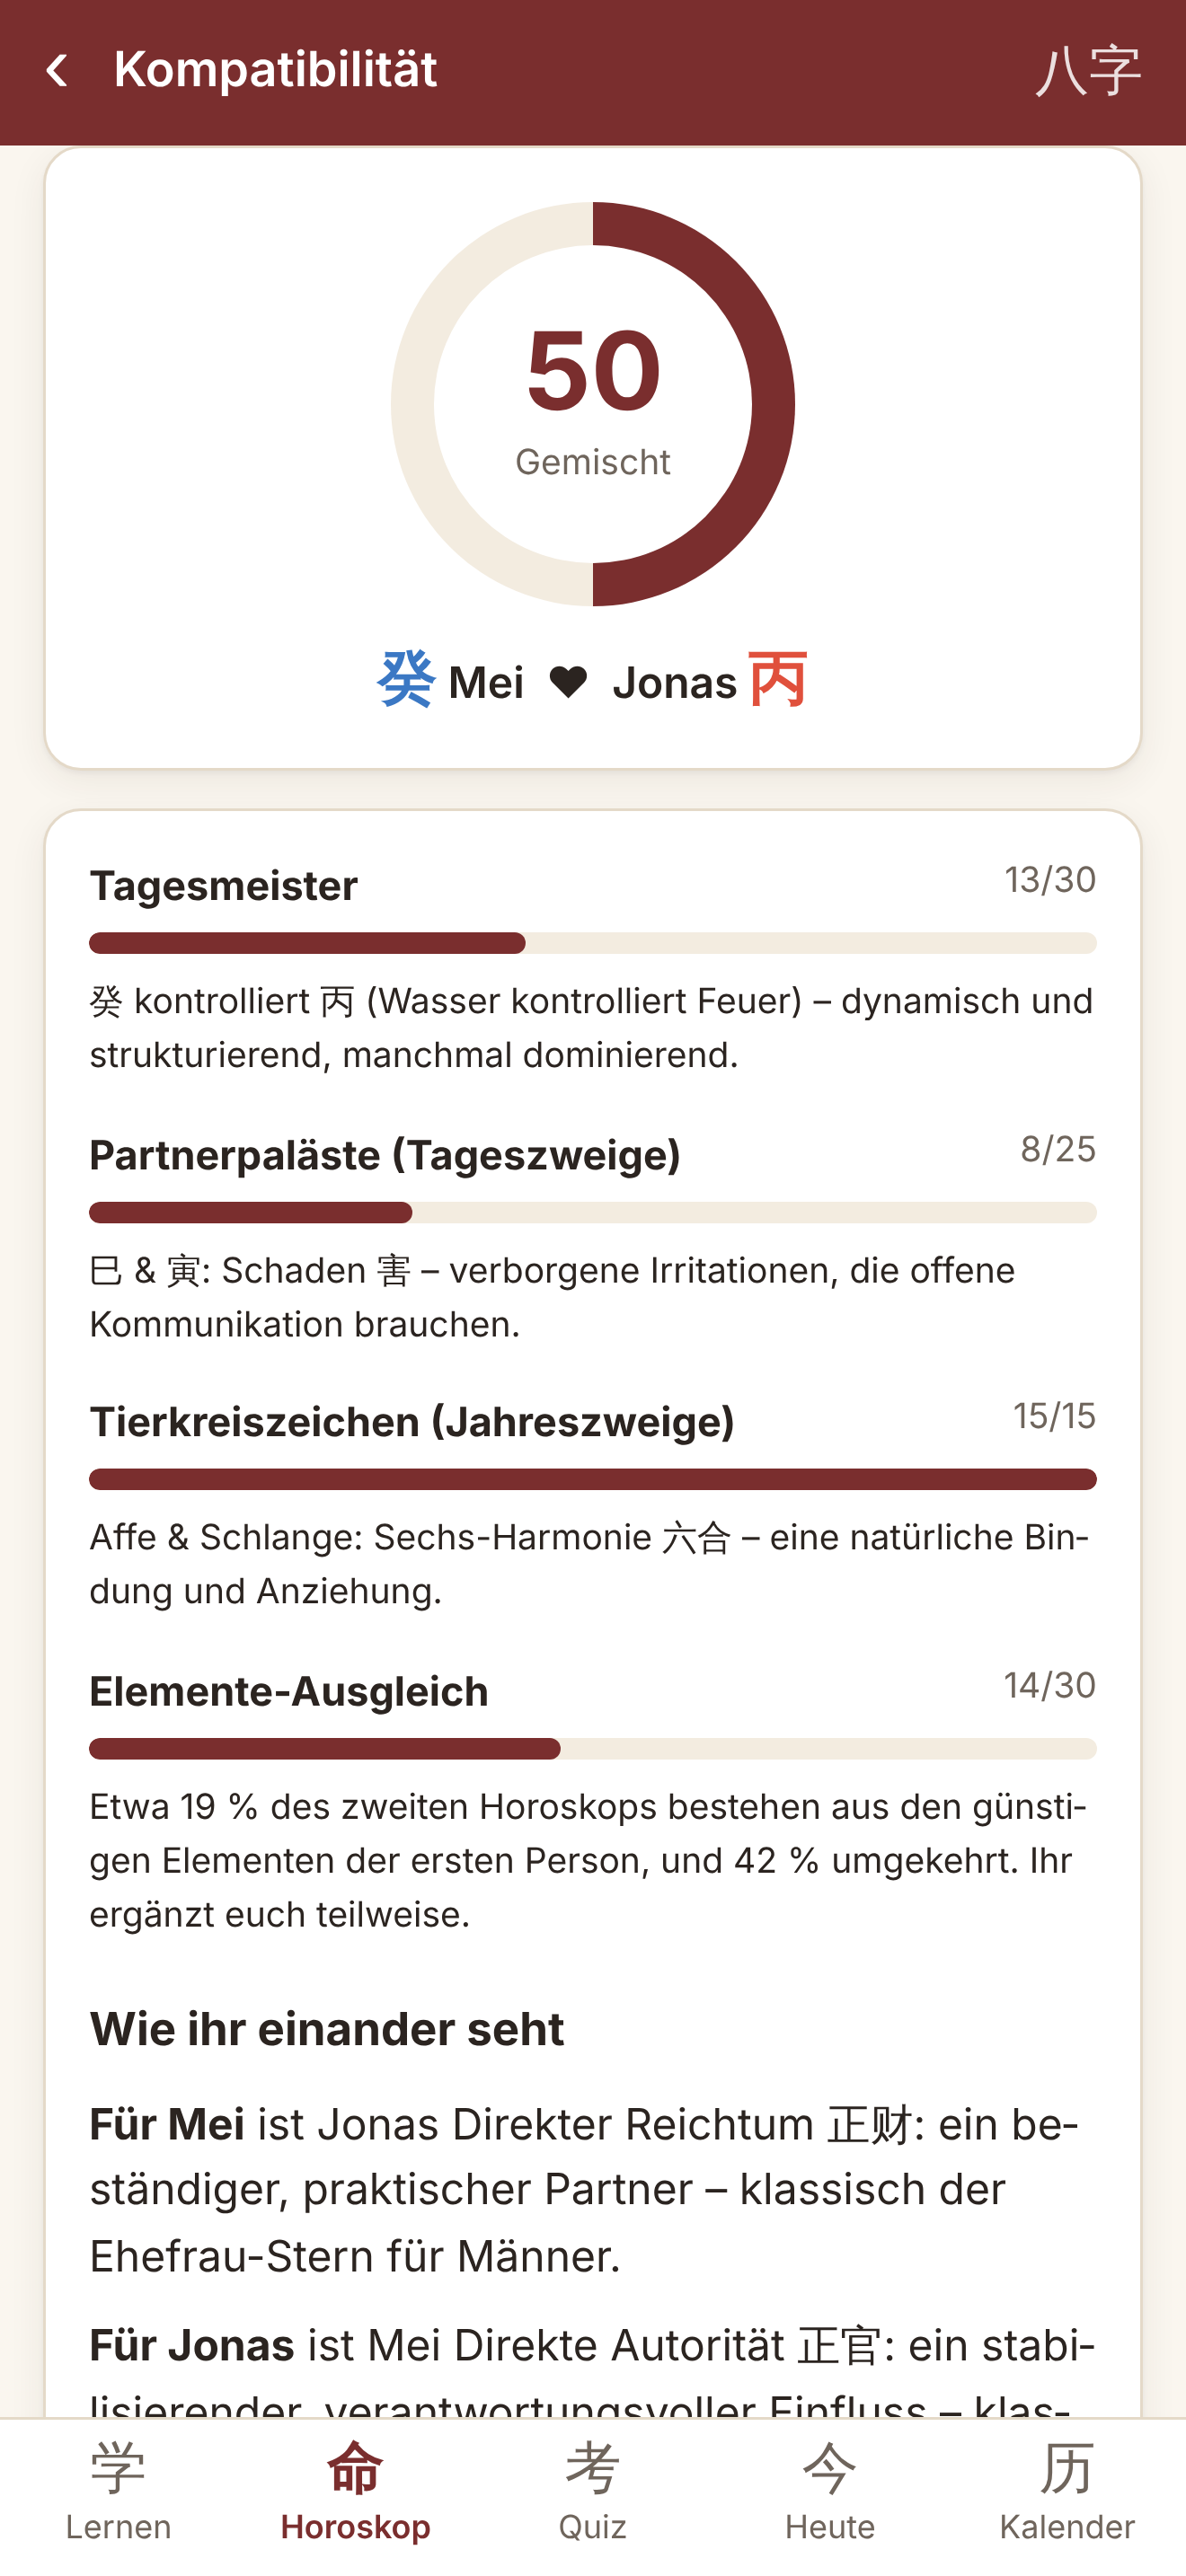 Kompatibilität 八字
50
Gemischt
癸 Mei ♥ Jonas 丙
Tagesmeister 13/30
癸 kontrolliert 丙 (Wasser kontrolliert Feuer) – dynamisch und
strukturierend, manchmal dominierend.
Partnerpaläste (Tageszweige) 8/25
巳 & 寅: Schaden 害 – verborgene Irritationen, die offene
Kommunikation brauchen.
Tierkreiszeichen (Jahreszweige) 15/15
Affe & Schlange: Sechs-Harmonie 六合 – eine natürliche Bin-
dung und Anziehung.
Elemente-Ausgleich 14/30
Etwa 19 % des zweiten Horoskops bestehen aus den günsti-
gen Elementen der ersten Person, und 42 % umgekehrt. Ihr
ergänzt euch teilweise.
Wie ihr einander seht
Für Mei ist Jonas Direkter Reichtum 正财: ein be-
ständiger, praktischer Partner – klassisch der
Ehefrau-Stern für Männer.
Für Jonas ist Mei Direkte Autorität 正官: ein stabi-
lisierender, verantwortungsvoller Einfluss – klas-
学 命 考 今 历
Lernen Horoskop Quiz Heute Kalender